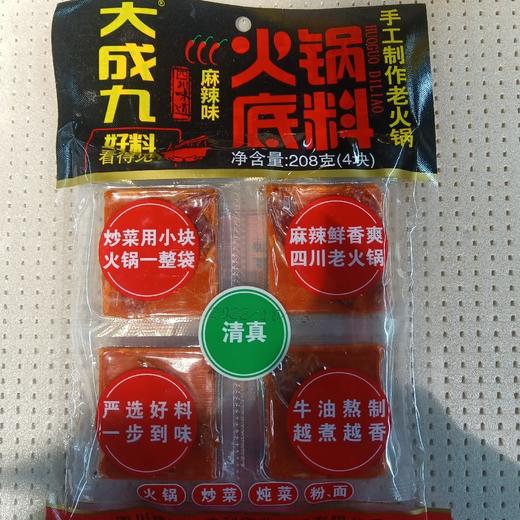 大成九®
好料
看得见
四川味道
麻辣味
火锅
底料
HUOGUO DILIAO
手工制作老火锅
净含量:208克(4块)
炒菜用小块
火锅一整袋
麻辣鲜香爽
四川老火锅
清真
严选好料
一步到味
牛油熬制
越煮越香
火锅 炒菜 炖菜 粉、面